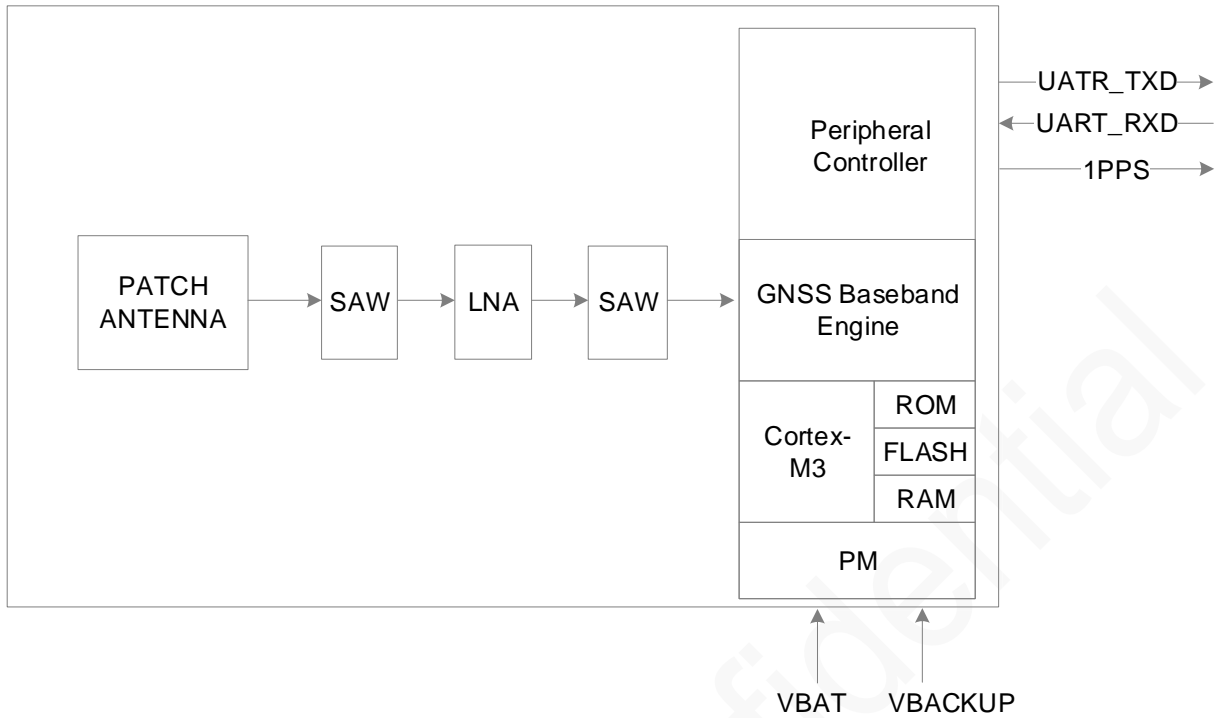 UATR_TXD
UART_RXD
1PPS
Peripheral
Controller
PATCH
ANTENNA
SAW
LNA
SAW
GNSS Baseband
Engine
Cortex-
M3
ROM
FLASH
RAM
PM
VBAT
VBACKUP
fidential